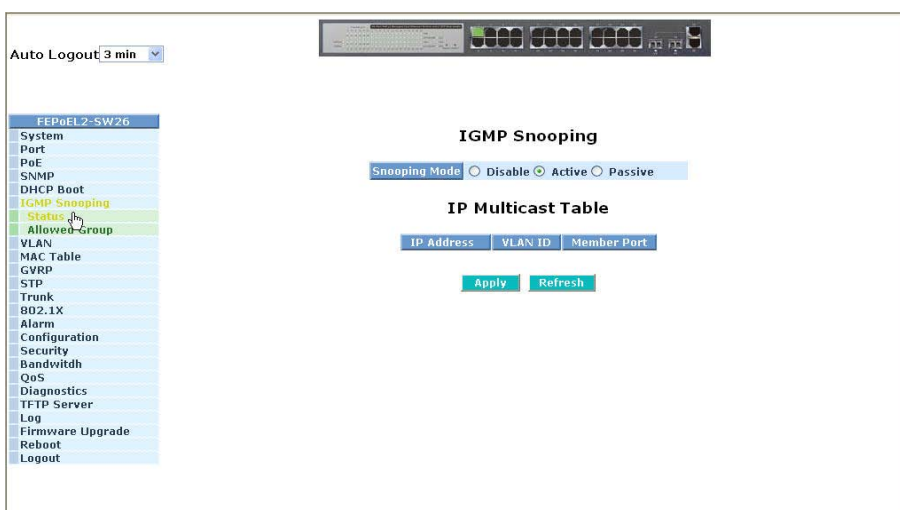 Auto Logout 3 min
FEPoEL2-SW26
System
Port
PoE
SNMP
DHCP Boot
IGMP Snooping
Status
Allowed Group
VLAN
MAC Table
GVRP
STP
Trunk
802.1X
Alarm
Configuration
Security
Bandwitdh
QoS
Diagnostics
TFTP Server
Log
Firmware Upgrade
Reboot
Logout
IGMP Snooping
Snooping Mode Disable Active Passive
IP Multicast Table
IP Address VLAN ID Member Port
Apply Refresh